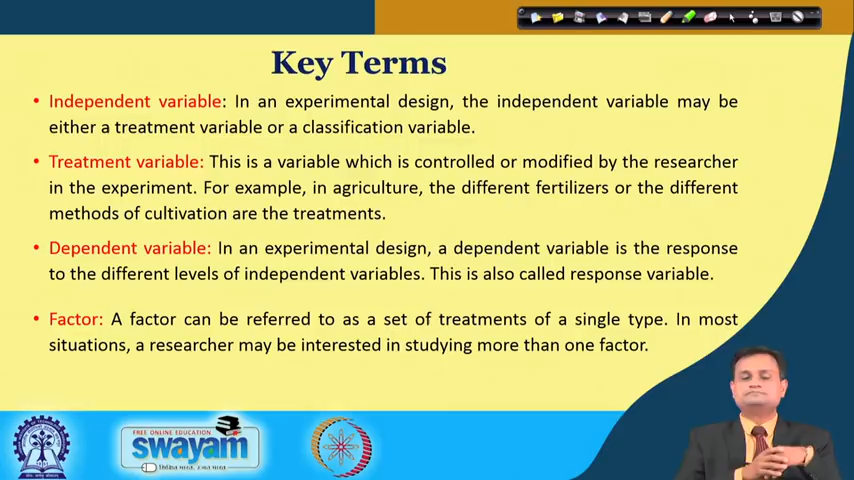 Key Terms
• Independent variable: In an experimental design, the independent variable may be
either a treatment variable or a classification variable.
• Treatment variable: This is a variable which is controlled or modified by the researcher
in the experiment. For example, in agriculture, the different fertilizers or the different
methods of cultivation are the treatments.
• Dependent variable: In an experimental design, a dependent variable is the response
to the different levels of independent variables. This is also called response variable.
• Factor: A factor can be referred to as a set of treatments of a single type. In most
situations, a researcher may be interested in studying more than one factor.
FREE ONLINE EDUCATION
swayam